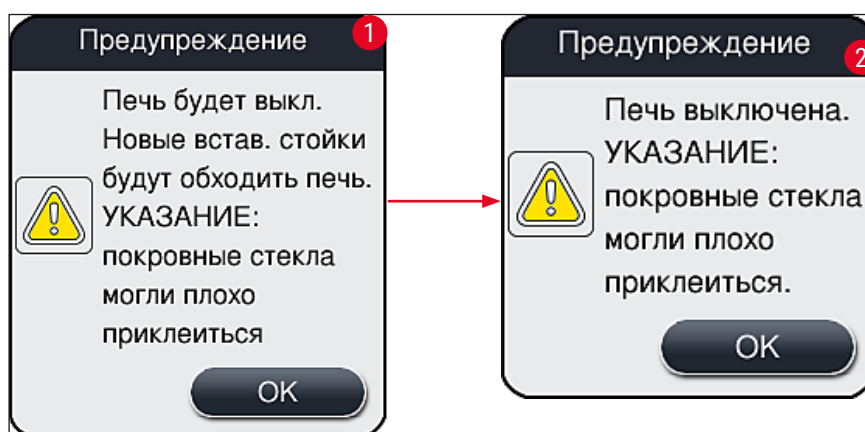 Предупреждение
1
Печь будет выкл.
Новые встав. стойки
будут обходить печь.
УКАЗАНИЕ:
покровные стекла
могли плохо
приклеиться
OK
Предупреждение
2
Печь выключена.
УКАЗАНИЕ:
покровные стекла
могли плохо
приклеиться.
OK